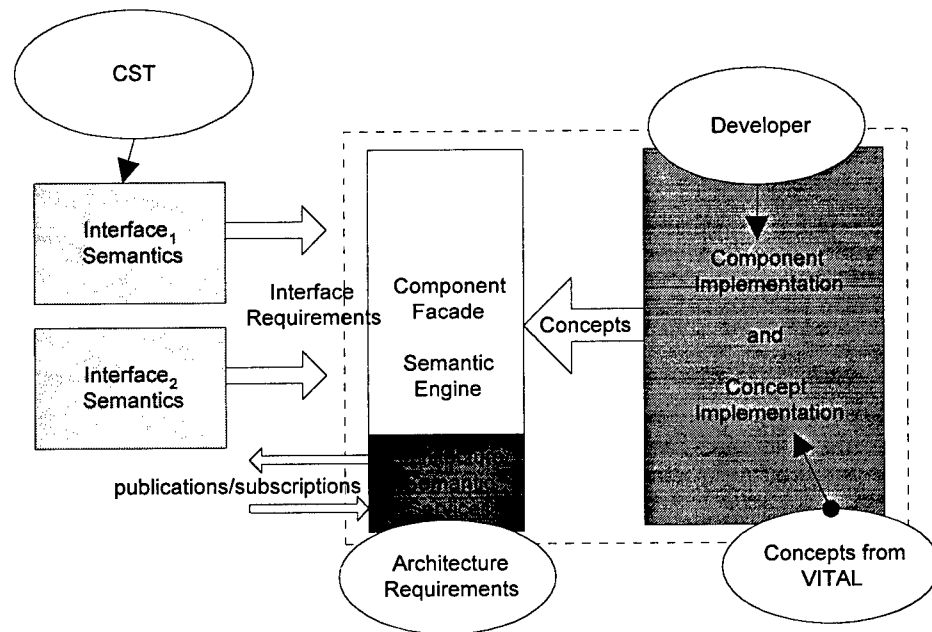 CST
Developer
Interface1
Semantics
Component
Implementation
Interface
Requirements
Component
Facade
Concepts
and
Interface2
Semantics
Semantic
Engine
Concept
Implementation
publications/subscriptions
Architecture
Requirements
Concepts from
VITAL